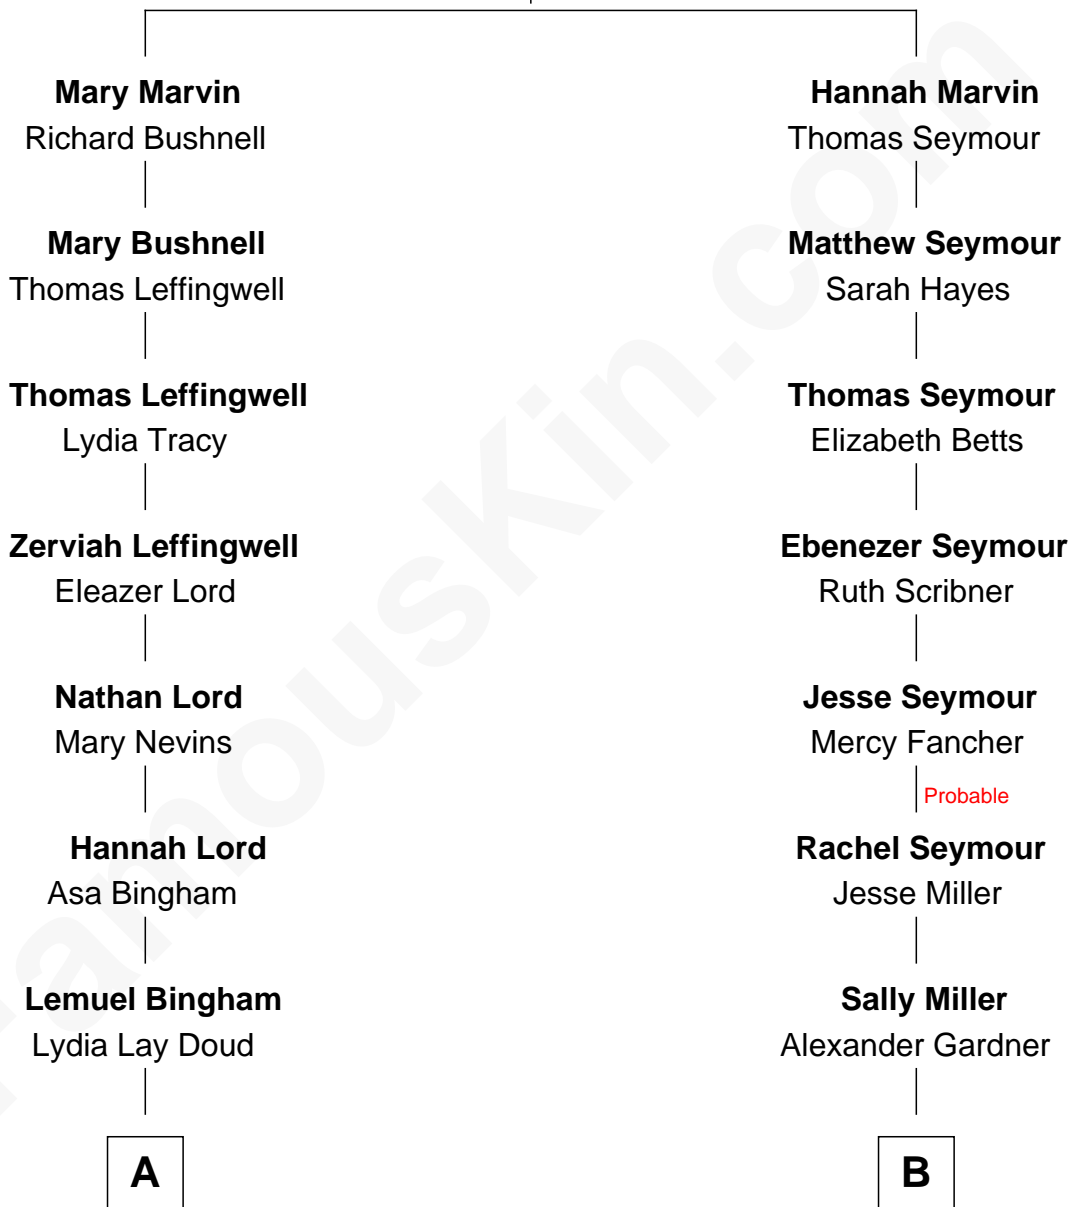 Mary Marvin
Richard Bushnell
Mary Bushnell
Thomas Leffingwell
Thomas Leffingwell
Lydia Tracy
Zerviah Leffingwell
Eleazer Lord
Nathan Lord
Mary Nevins
Hannah Lord
Asa Bingham
Lemuel Bingham
Lydia Lay Doud
A
Hannah Marvin
Thomas Seymour
Matthew Seymour
Sarah Hayes
Thomas Seymour
Elizabeth Betts
Ebenezer Seymour
Ruth Scribner
Jesse Seymour
Mercy Fancher
Probable
Rachel Seymour
Jesse Miller
Sally Miller
Alexander Gardner
B
FamousKin.com